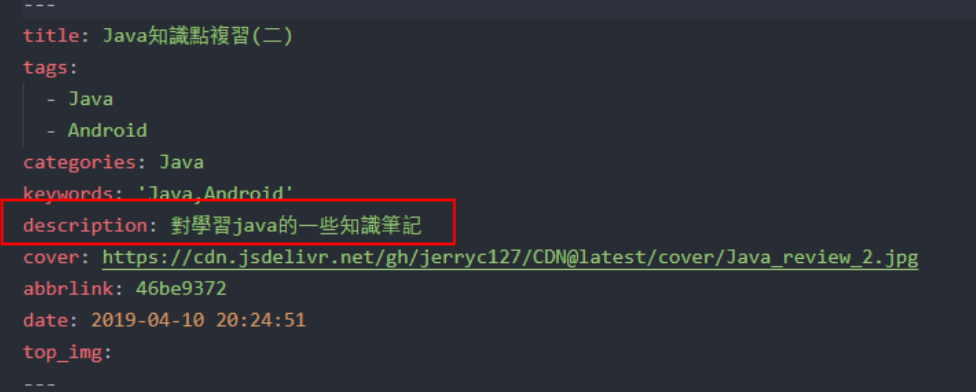 ---
title: Java知識點複習(二)
tags:
- Java
- Android
categories: Java
keywords: 'Java,Android'
description: 對學習java的一些知識筆記
cover: https://cdn.jsdelivr.net/gh/jerryc127/CDN@latest/cover/Java_review_2.jpg
abbrlink: 46be9372
date: 2019-04-10 20:24:51
top_img:
---